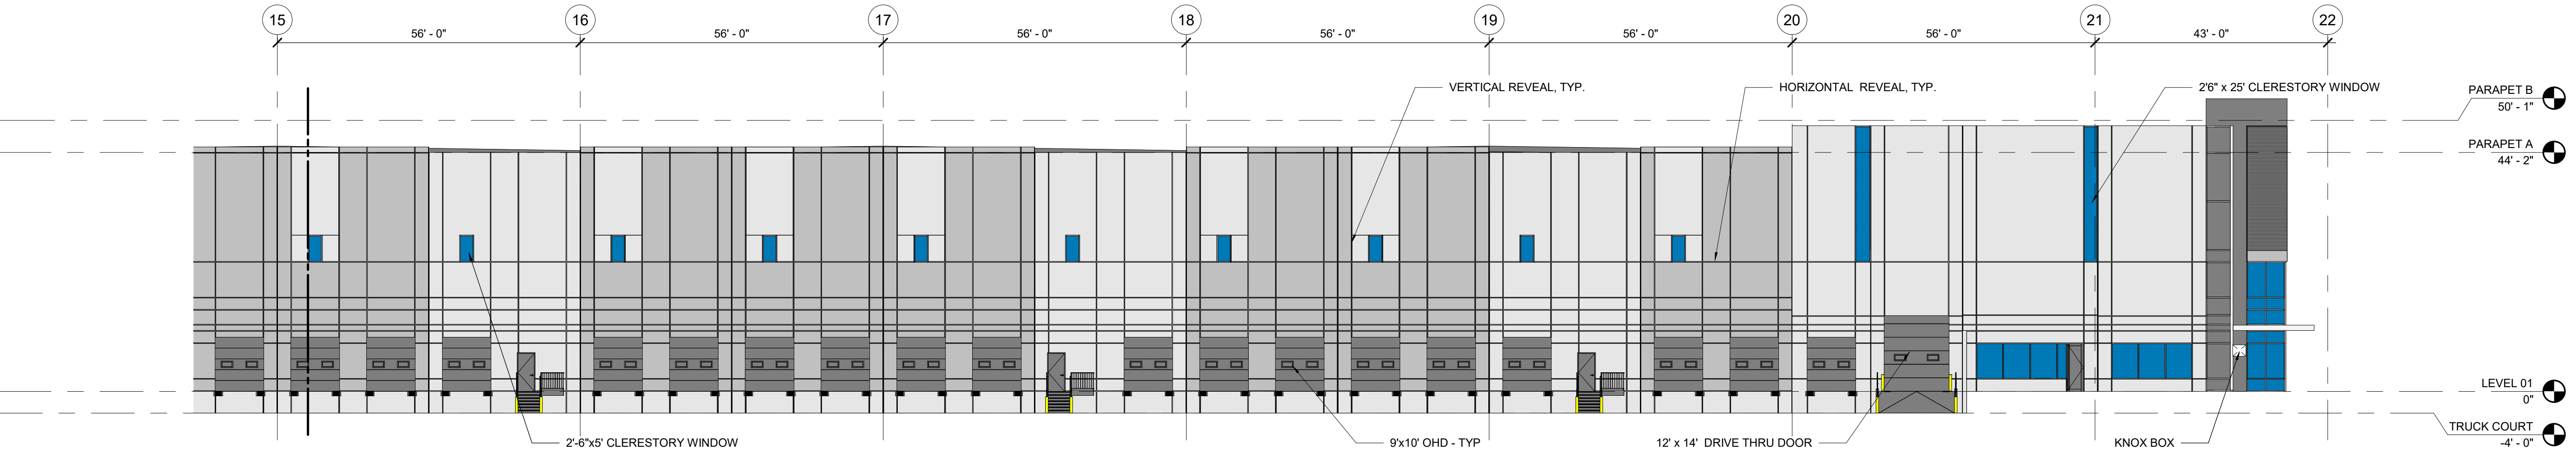 15 16 17 18 19 20 21 22
56' - 0" 56' - 0" 56' - 0" 56' - 0" 56' - 0" 56' - 0" 43' - 0"
VERTICAL REVEAL, TYP.
HORIZONTAL REVEAL, TYP.
2'6" x 25' CLERESTORY WINDOW
PARAPET B
50' - 1"
PARAPET A
44' - 2"
LEVEL 01
0"
TRUCK COURT
-4' - 0"
2'-6"x5' CLERESTORY WINDOW
9'x10' OHD - TYP
12' x 14' DRIVE THRU DOOR
KNOX BOX